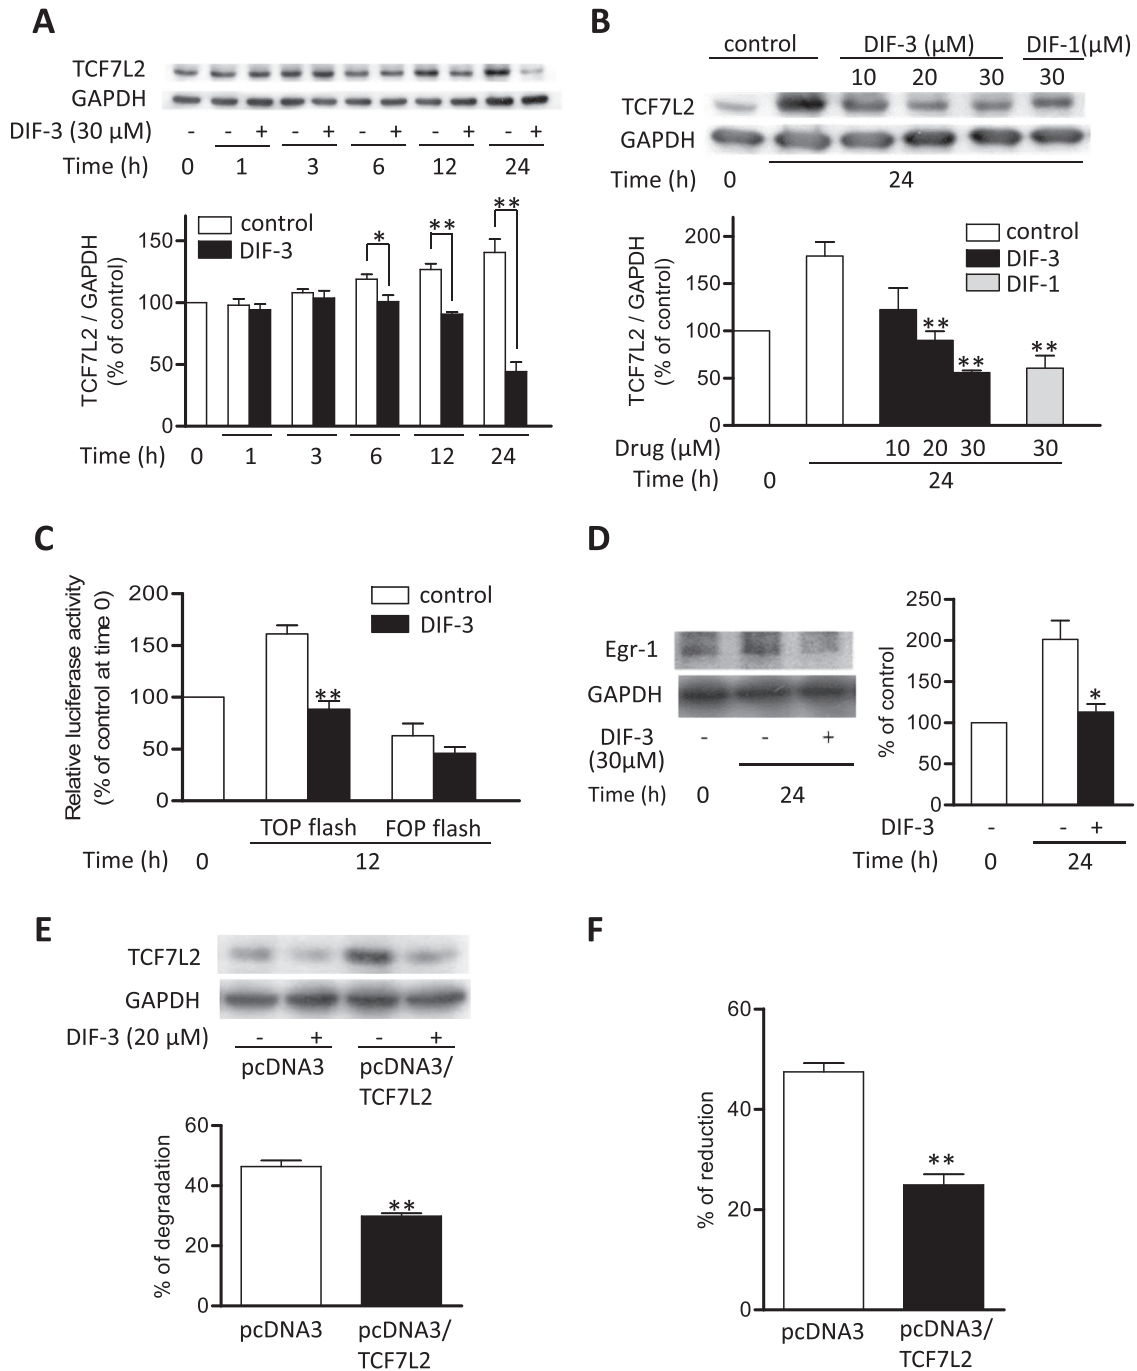 A
TCF7L2
GAPDH
DIF-3 (30 µM) - - + - + - + - + - +
Time (h) 0 1 3 6 12 24
control
DIF-3
TCF7L2 / GAPDH
(% of control)
150
100
50
0
*
**
**
Time (h) 0 1 3 6 12 24
B
control DIF-3 (µM) DIF-1(µM)
10 20 30 30
TCF7L2
GAPDH
Time (h) 0 24
control
DIF-3
DIF-1
TCF7L2 / GAPDH
(% of control)
200
150
100
50
0
**
**
**
Drug (µM) 10 20 30 30
Time (h) 0 24
C
Relative luciferase activity
(% of control at time 0)
200
150
100
50
0
control
DIF-3
**
TOP flash FOP flash
Time (h) 0 12
D
Egr-1
GAPDH
DIF-3 - - +
(30µM)
Time (h) 0 24
% of control
250
200
150
100
50
0
*
DIF-3 - - +
Time (h) 0 24
E
TCF7L2
GAPDH
DIF-3 (20 µM) - + - +
pcDNA3 pcDNA3/
TCF7L2
% of degradation
60
40
20
0
**
pcDNA3 pcDNA3/
TCF7L2
F
% of reduction
60
40
20
0
**
pcDNA3 pcDNA3/
TCF7L2